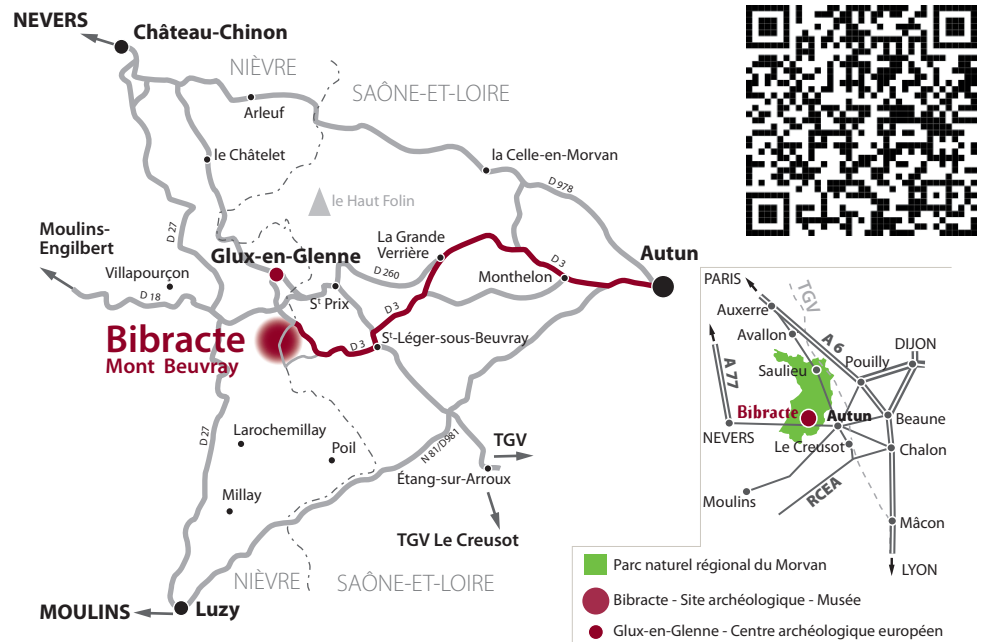 NEVERS
Château-Chinon
NIÈVRE
SAÔNE-ET-LOIRE
Arleuf
le Châtelet
la Celle-en-Morvan
D 978
le Haut Folin
D 27
Moulins-
Engilbert
Villapourçon
D 18
Glux-en-Glenne
La Grande
Verrière
D 260
Monthelon
D 3
Autun
St Prix
D 3
Bibracte
Mont Beuvray
D 3
St-Léger-sous-Beuvray
D 27
Larochemillay
Poil
Millay
N 81/D981
TGV
Étang-sur-Arroux
TGV Le Creusot
NIÈVRE
SAÔNE-ET-LOIRE
MOULINS
Luzy
PARIS
TGV
Auxerre
Avallon
A 6
DIJON
Pouilly
Saulieu
A 77
Bibracte
Autun
Beaune
NEVERS
Le Creusot
Chalon
Moulins
RCEA
Mâcon
LYON
Parc naturel régional du Morvan
Bibracte - Site archéologique - Musée
Glux-en-Glenne - Centre archéologique européen